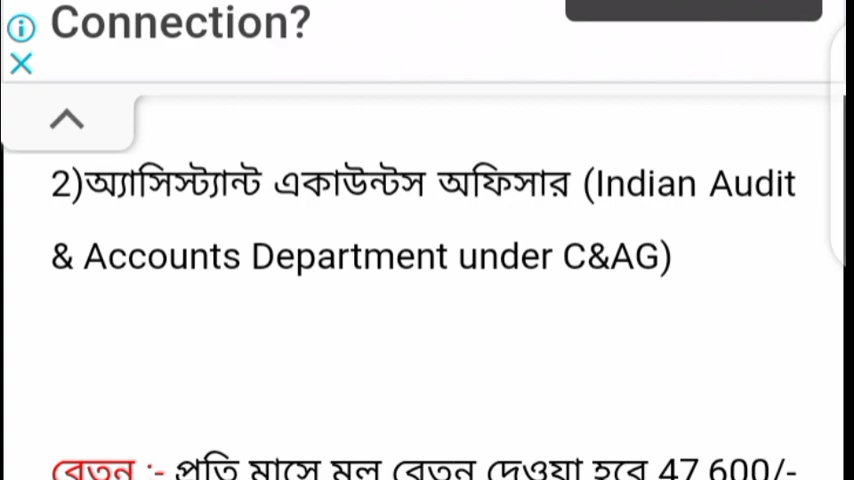 Connection?
2)অ্যাসিস্ট্যান্ট একাউন্টস অফিসার (Indian Audit
& Accounts Department under C&AG)
বেতন :- প্রতি মাসে মূল বেতন দেওয়া হবে 47,600/-